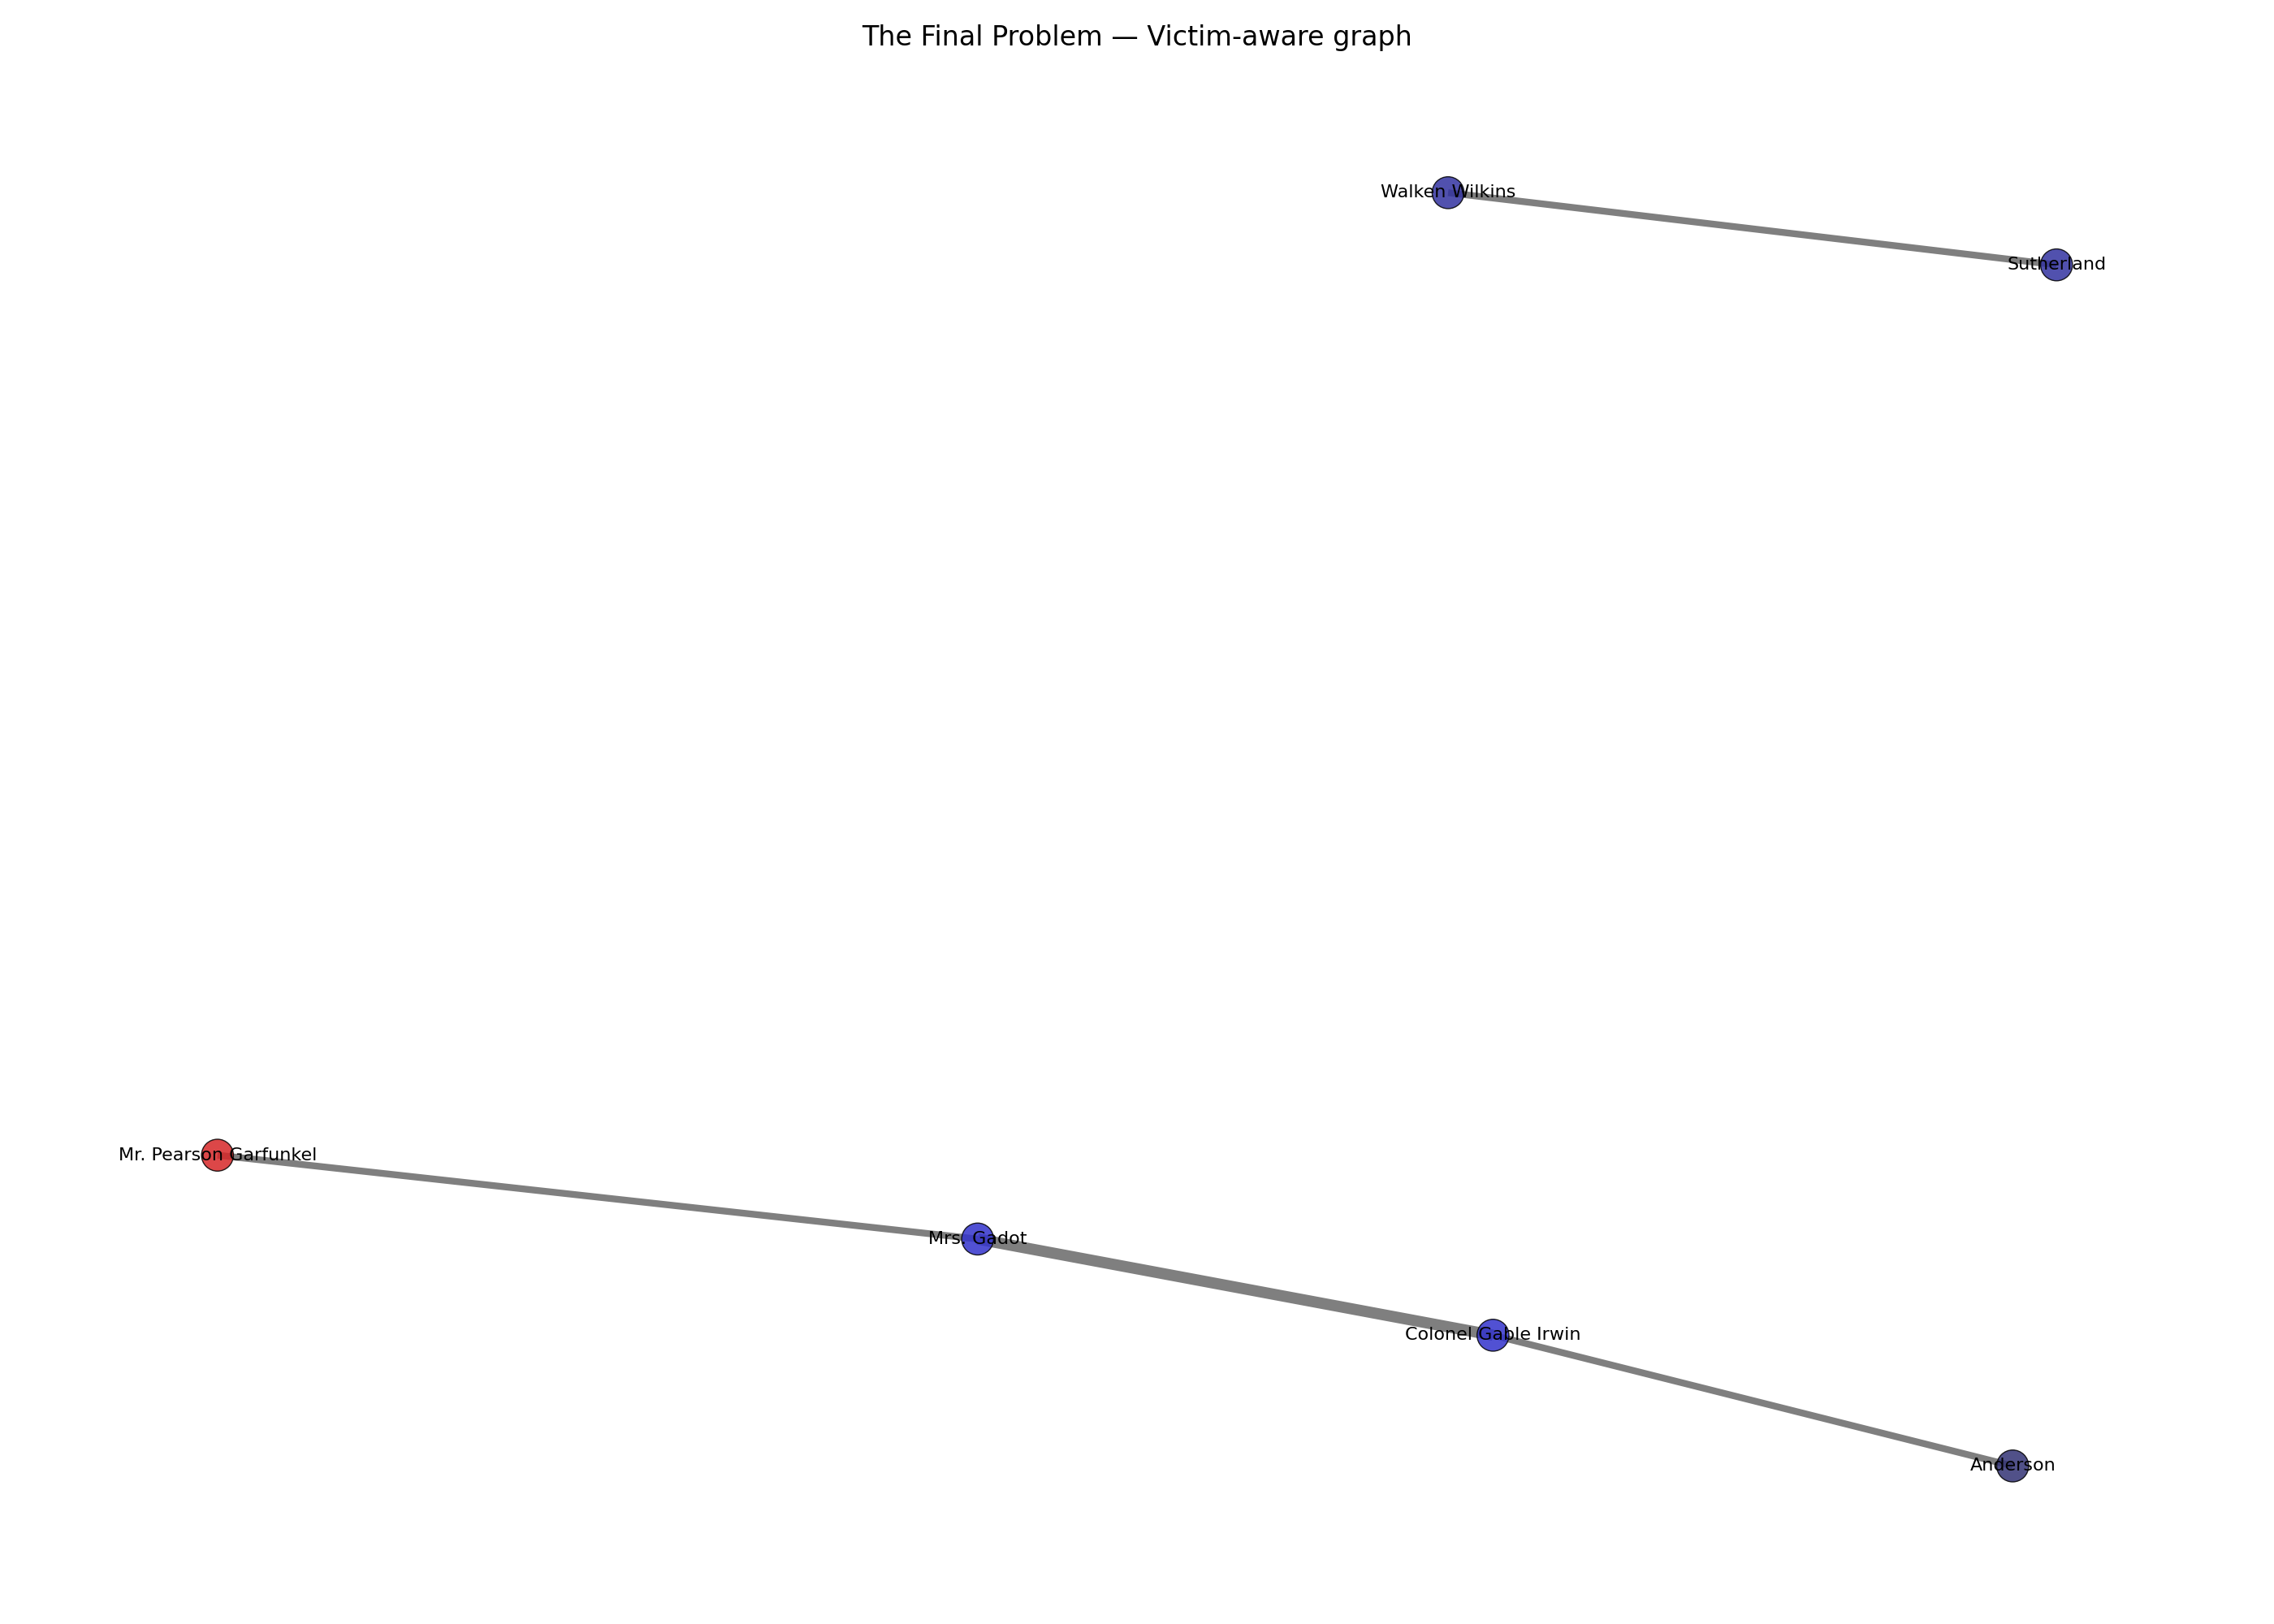 The Final Problem — Victim-aware graph
Walken Wilkins
Sutherland
Mr. Pearson Garfunkel
Mrs. Gadot
Colonel Gable Irwin
Anderson